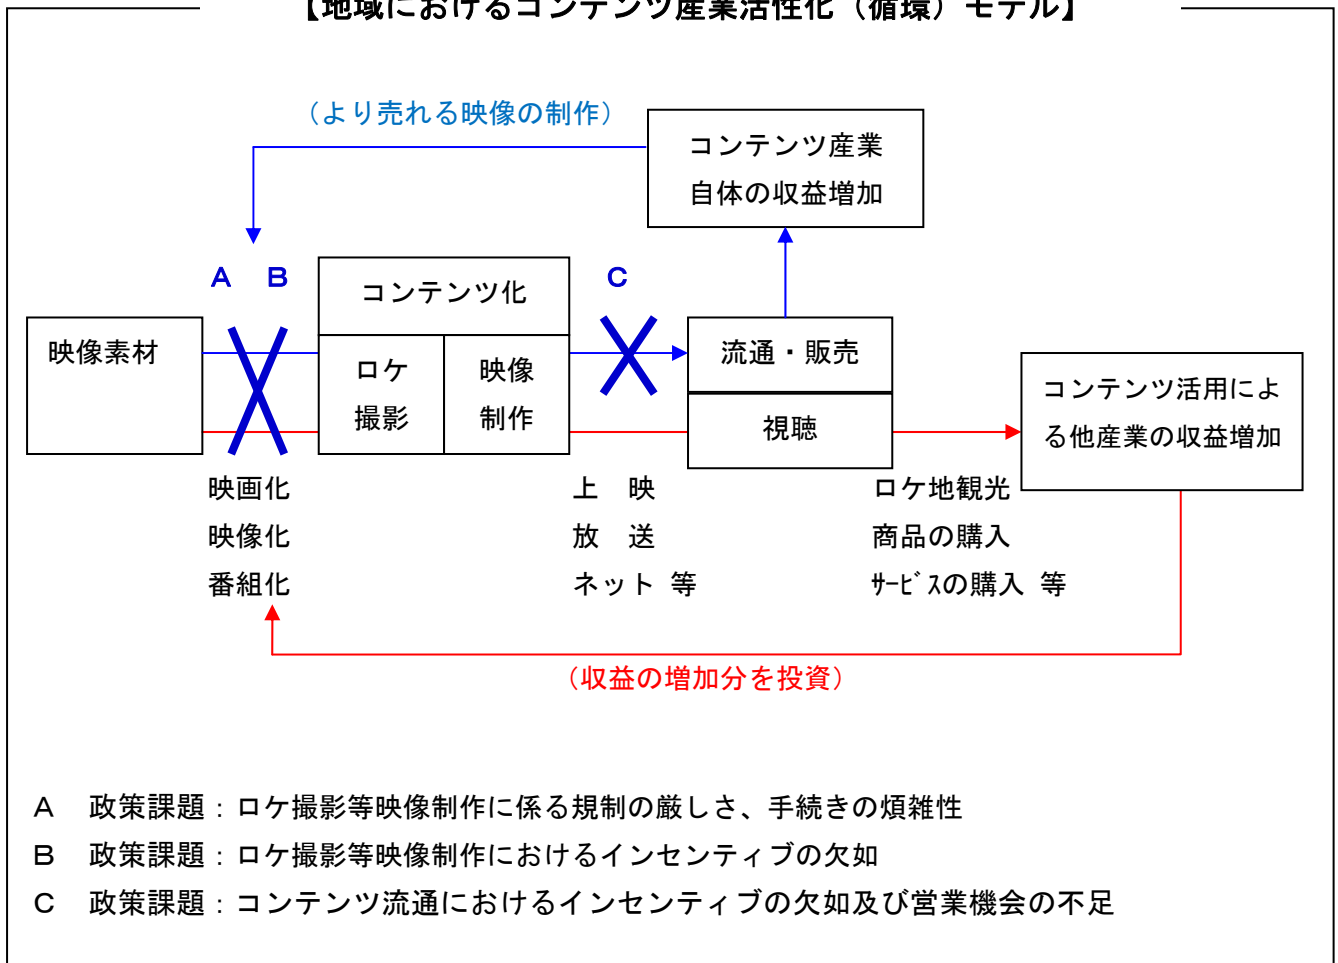 【地域におけるコンテンツ産業活性化（循環）モデル】
（より売れる映像の制作）
コンテンツ産業
自体の収益増加
A B
C
コンテンツ化
映像素材
ロケ
撮影
映像
制作
流通・販売
視聴
コンテンツ活用によ
る他産業の収益増加
映画化
映像化
番組化
上　映
放　送
ネット 等
ロケ地観光
商品の購入
ｻｰﾋﾞｽの購入 等
（収益の増加分を投資）
A　政策課題：ロケ撮影等映像制作に係る規制の厳しさ、手続きの煩雑性
B　政策課題：ロケ撮影等映像制作におけるインセンティブの欠如
C　政策課題：コンテンツ流通におけるインセンティブの欠如及び営業機会の不足